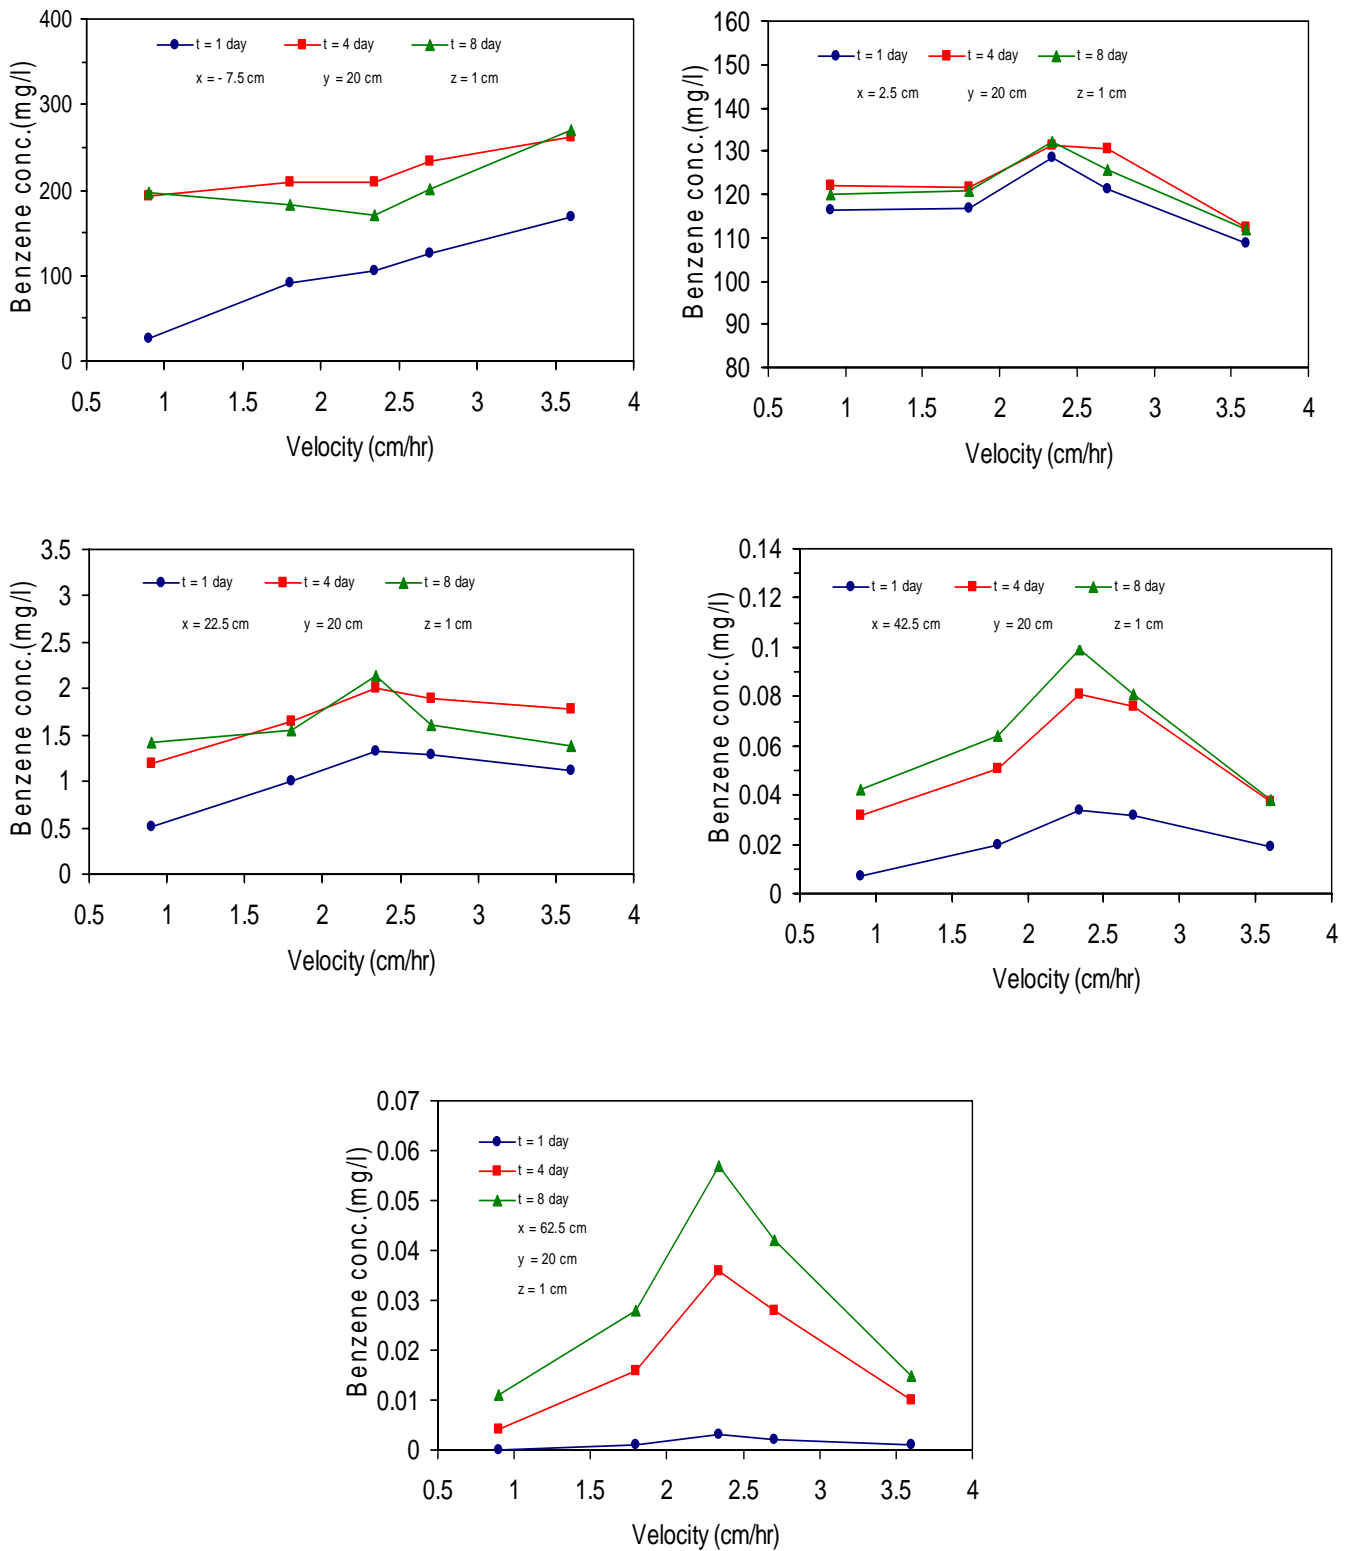 400
300
200
100
0
Benzene conc.(mg/l)
t = 1 day t = 4 day t = 8 day
x = - 7.5 cm y = 20 cm z = 1 cm
0.5 1 1.5 2 2.5 3 3.5 4
Velocity (cm/hr)
160
150
140
130
120
110
100
90
80
Benzene conc.(mg/l)
t = 1 day t = 4 day t = 8 day
x = 2.5 cm y = 20 cm z = 1 cm
0.5 1 1.5 2 2.5 3 3.5 4
Velocity (cm/hr)
3.5
3
2.5
2
1.5
1
0.5
0
Benzene conc.(mg/l)
t = 1 day t = 4 day t = 8 day
x = 22.5 cm y = 20 cm z = 1 cm
0.5 1 1.5 2 2.5 3 3.5 4
Velocity (cm/hr)
0.14
0.12
0.1
0.08
0.06
0.04
0.02
0
Benzene conc.(mg/l)
t = 1 day t = 4 day t = 8 day
x = 42.5 cm y = 20 cm z = 1 cm
0.5 1 1.5 2 2.5 3 3.5 4
Velocity (cm/hr)
0.07
0.06
0.05
0.04
0.03
0.02
0.01
0
Benzene conc.(mg/l)
t = 1 day
t = 4 day
t = 8 day
x = 62.5 cm
y = 20 cm
z = 1 cm
0.5 1 1.5 2 2.5 3 3.5 4
Velocity (cm/hr)